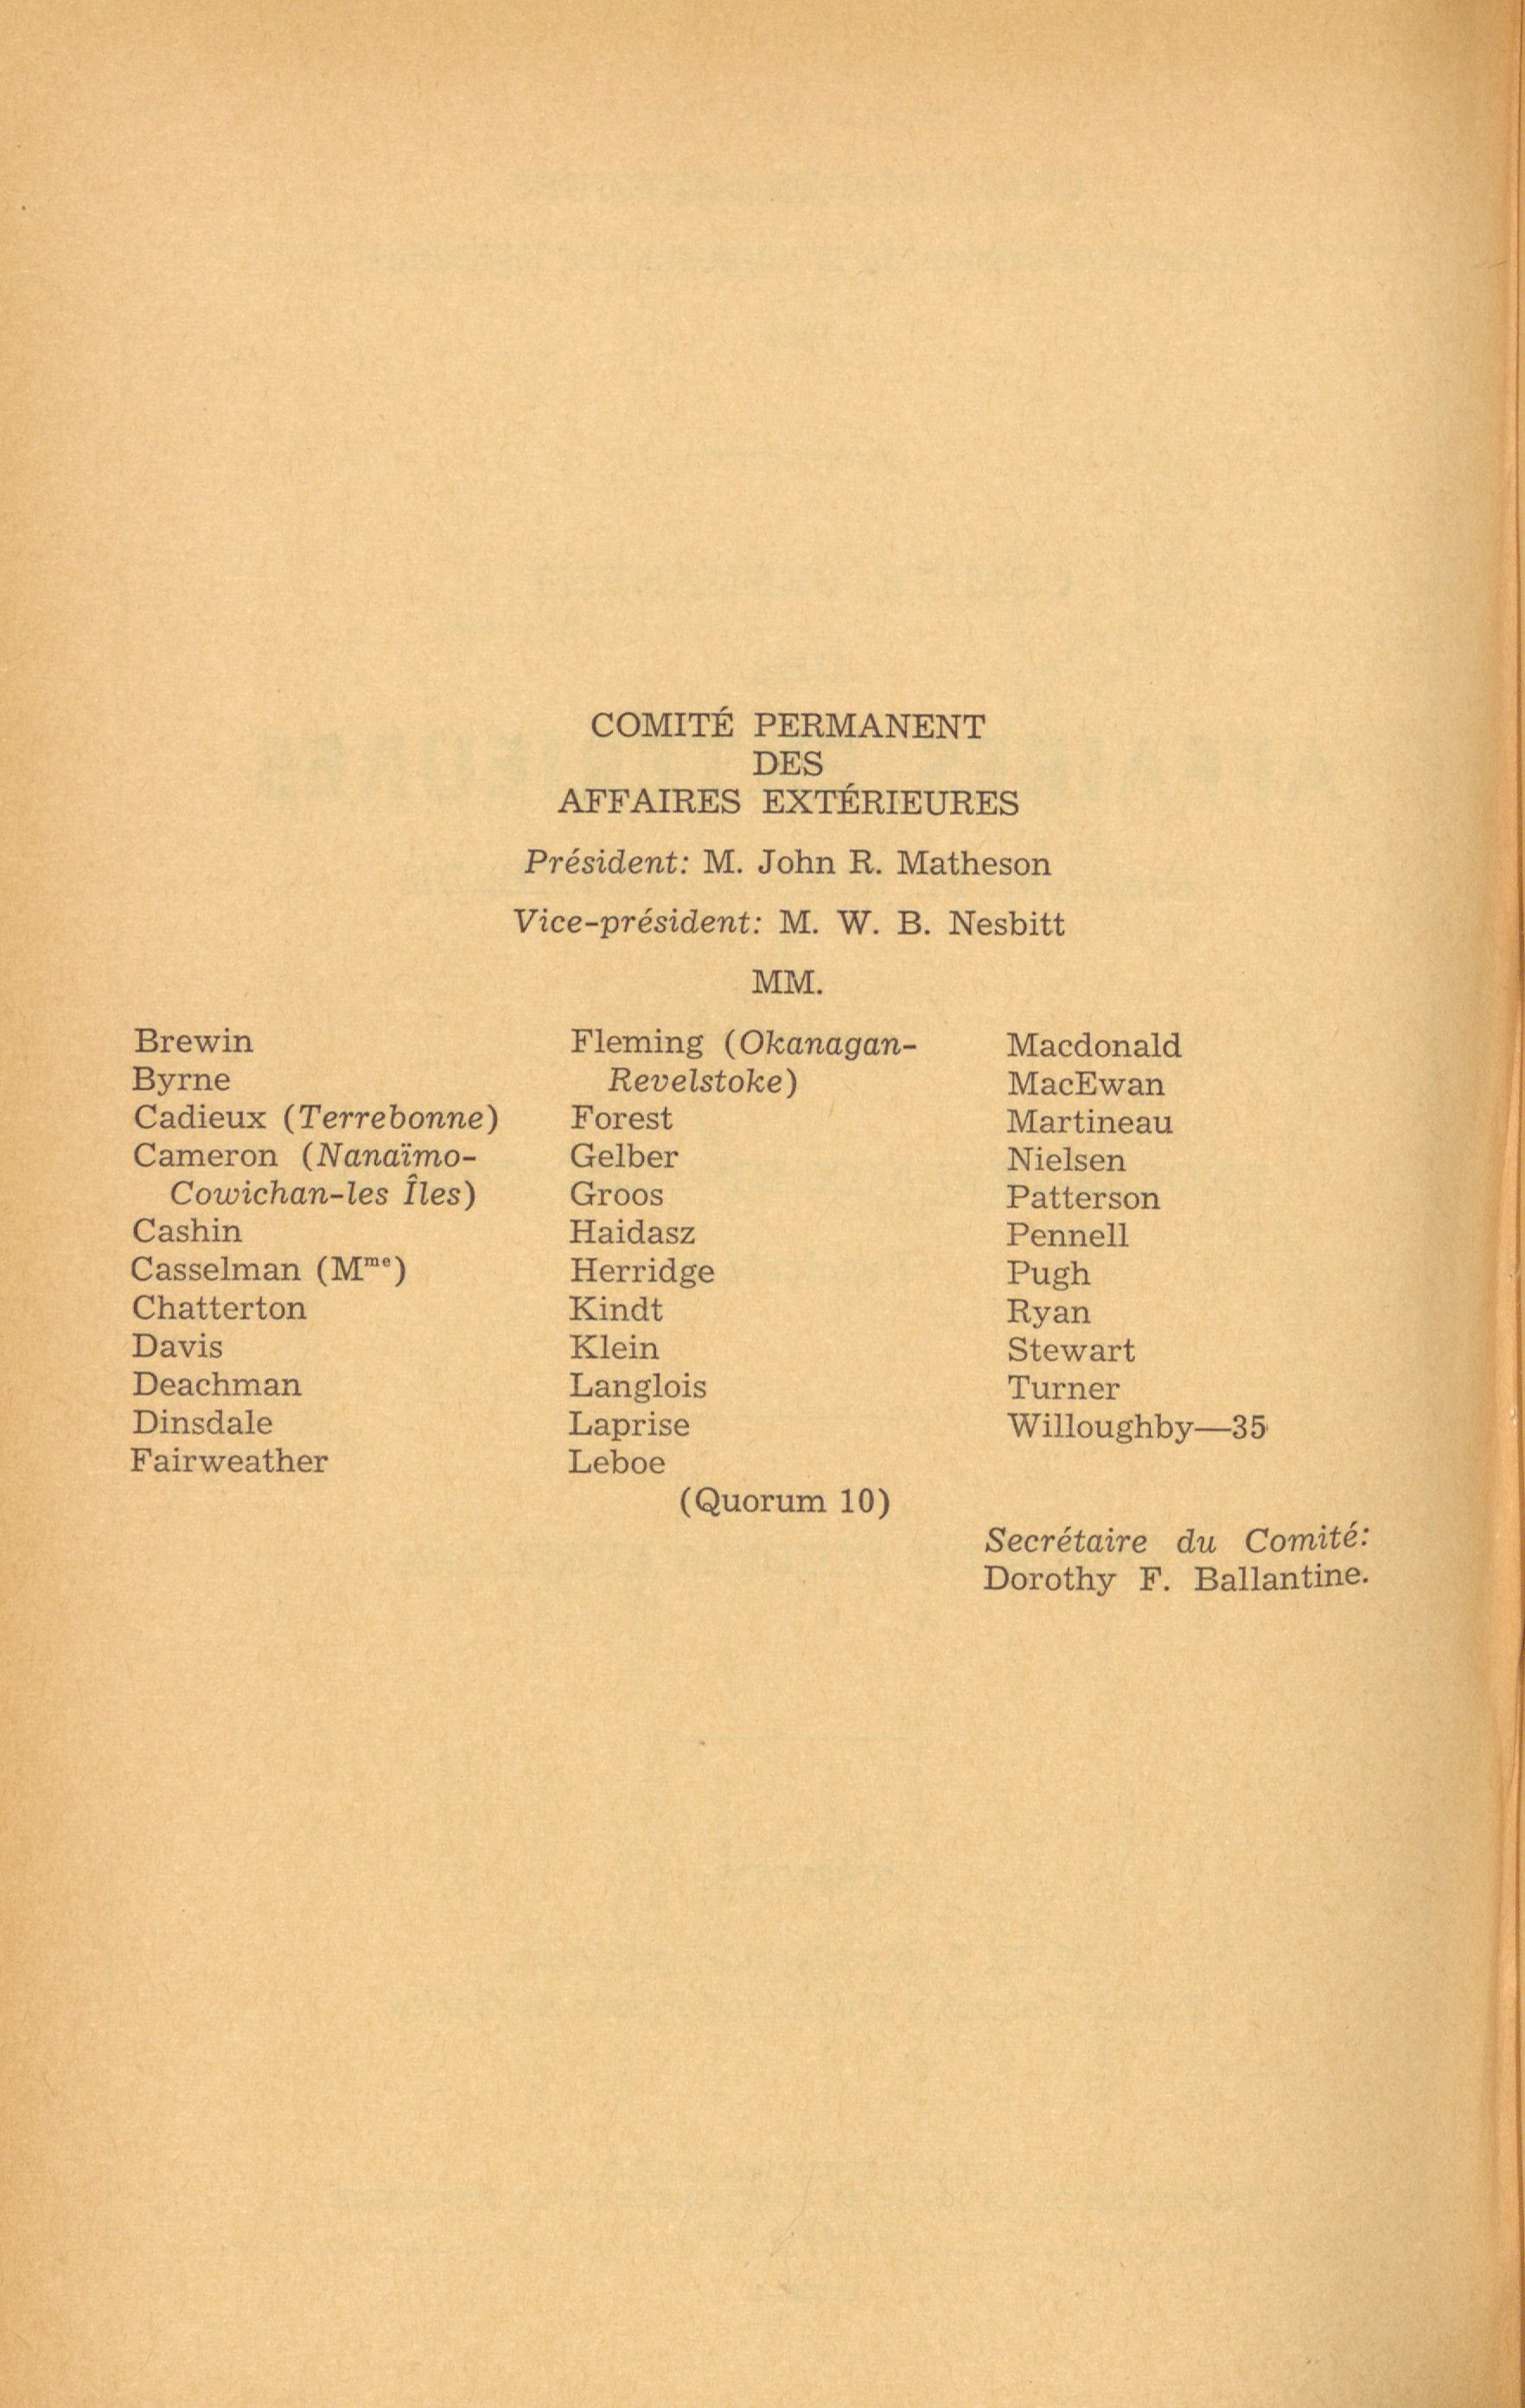 COMITÉ PERMANENT
DES
AFFAIRES EXTÉRIEURES
Président: M. John R. Matheson
Vice-président: M. W. B. Nesbitt
MM.
Brewin
Byrne
Cadieux (Terrebonne)
Cameron (Nanaïmo-
Cowichan-les Îles)
Cashin
Casselman (Mme)
Chatterton
Davis
Deachman
Dinsdale
Fairweather
Fleming (Okanagan-
Revelstoke)
Forest
Gelber
Groos
Haidasz
Herridge
Kindt
Klein
Langlois
Laprise
Leboe
Macdonald
MacEwan
Martineau
Nielsen
Patterson
Pennell
Pugh
Ryan
Stewart
Turner
Willoughby—35
(Quorum 10)
Secrétaire du Comité:
Dorothy F. Ballantine.